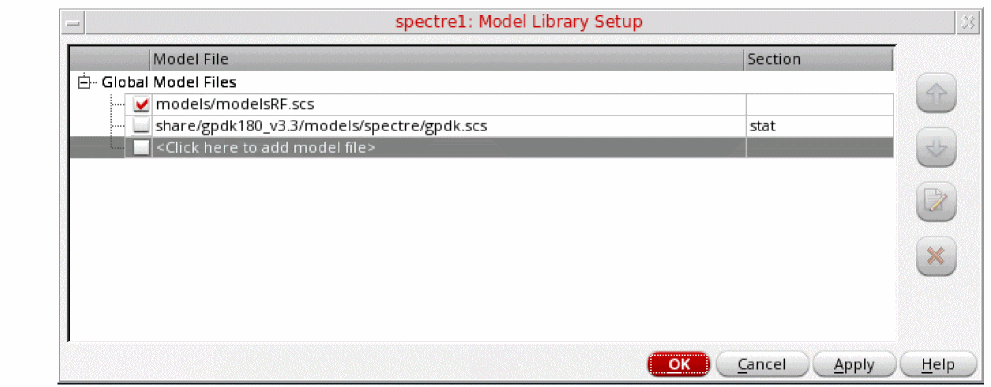 spectre1: Model Library Setup
Model File Section
Global Model Files
models/modelsRF.scs
share/gpdk180_v3.3/models/spectre/gpdk.scs stat
<Click here to add model file>
OK Cancel Apply Help